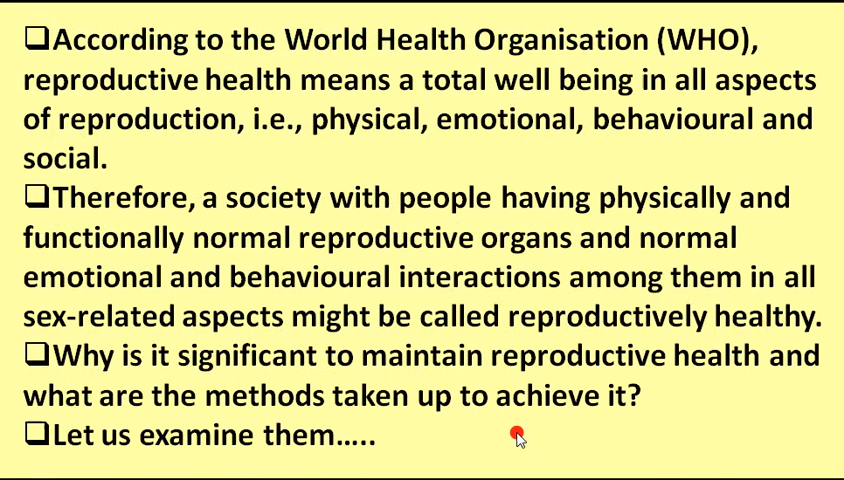 ❑According to the World Health Organisation (WHO),
reproductive health means a total well being in all aspects
of reproduction, i.e., physical, emotional, behavioural and
social.
❑Therefore, a society with people having physically and
functionally normal reproductive organs and normal
emotional and behavioural interactions among them in all
sex-related aspects might be called reproductively healthy.
❑Why is it significant to maintain reproductive health and
what are the methods taken up to achieve it?
❑Let us examine them…..